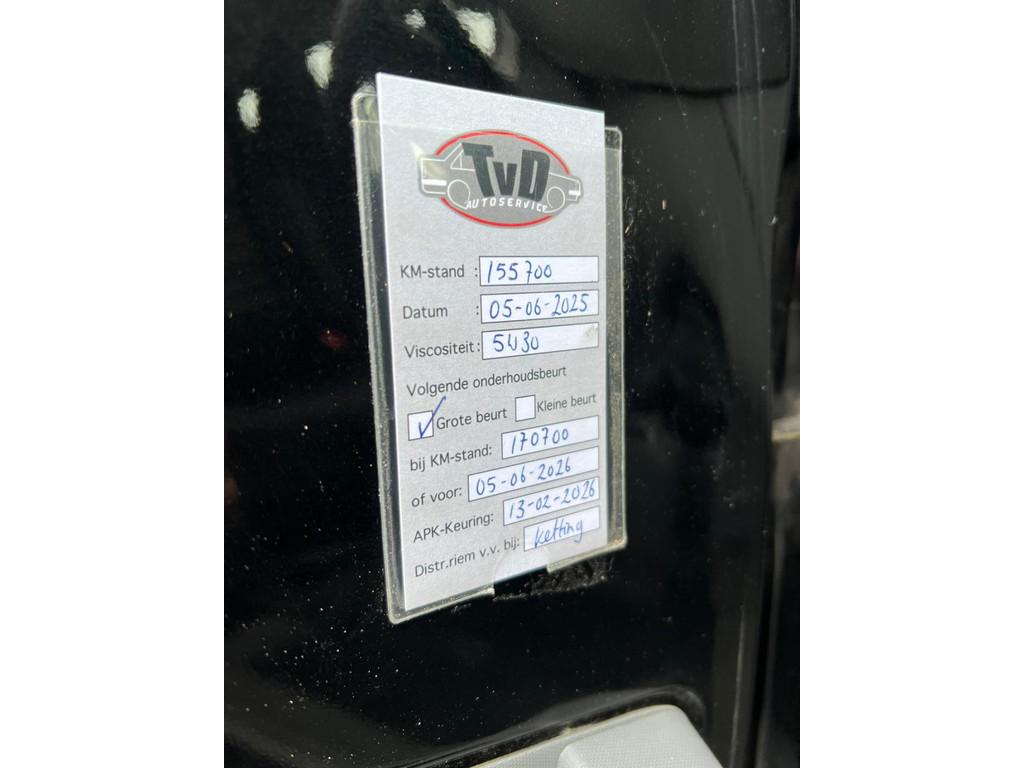 TVD
AUTOSERVICE
KM-stand : 155700
Datum : 05-06-2025
Viscositeit: 5W30
Volgende onderhoudsbeurt
Grote beurt Kleine beurt
bij KM-stand: 170700
of voor: 05-06-2026
APK-Keuring: 13-02-2026
Distr,riem v.v. bij: Ketting